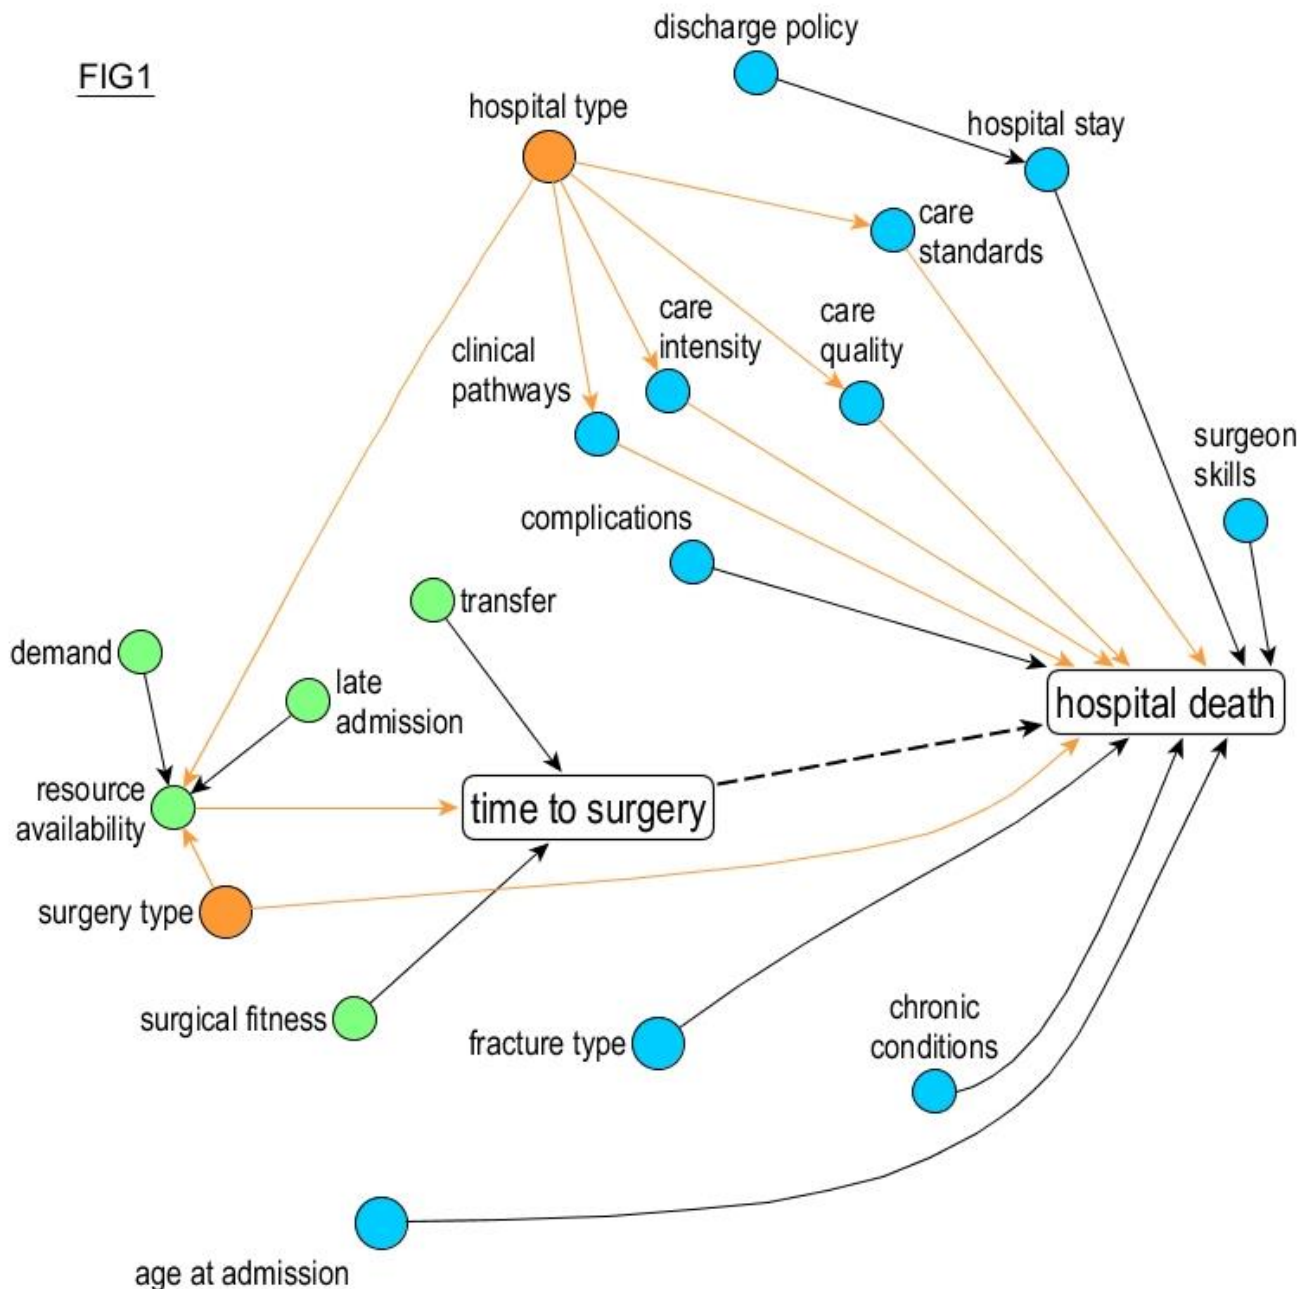 FIG1
discharge policy
hospital type
hospital stay
care
standards
care
intensity
care
quality
clinical
pathways
surgeon
skills
complications
transfer
demand
late
admission
hospital death
resource
availability
time to surgery
surgery type
surgical fitness
fracture type
chronic
conditions
age at admission